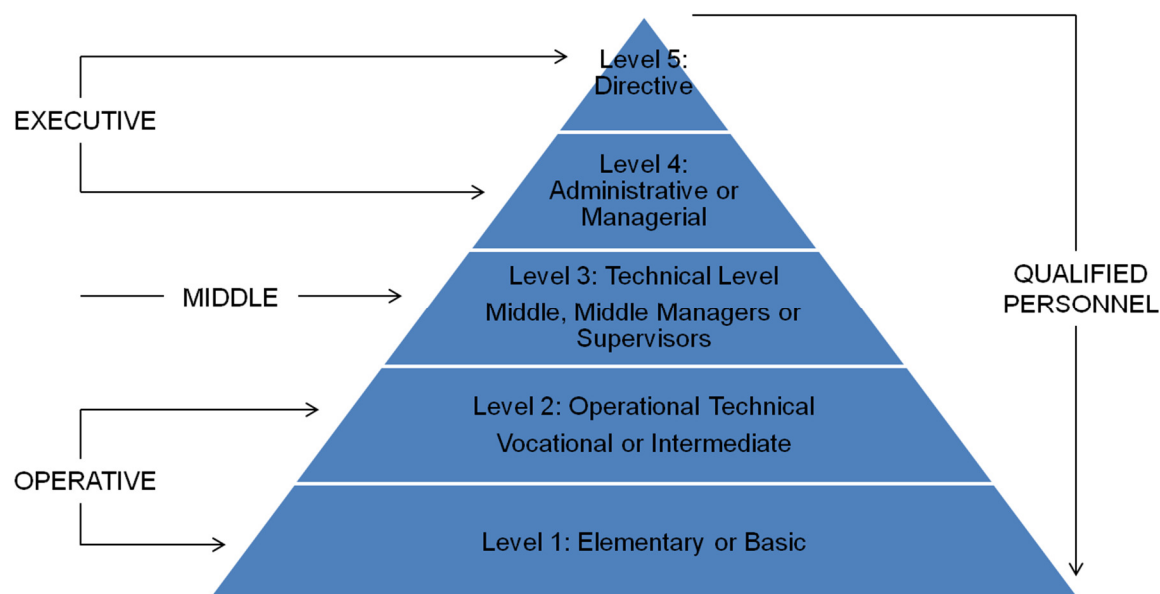 Level 5:
Directive
EXECUTIVE
Level 4:
Administrative or
Managerial
Level 3: Technical Level
Middle, Middle Managers or
Supervisors
MIDDLE
QUALIFIED
PERSONNEL
Level 2: Operational Technical
Vocational or Intermediate
OPERATIVE
Level 1: Elementary or Basic